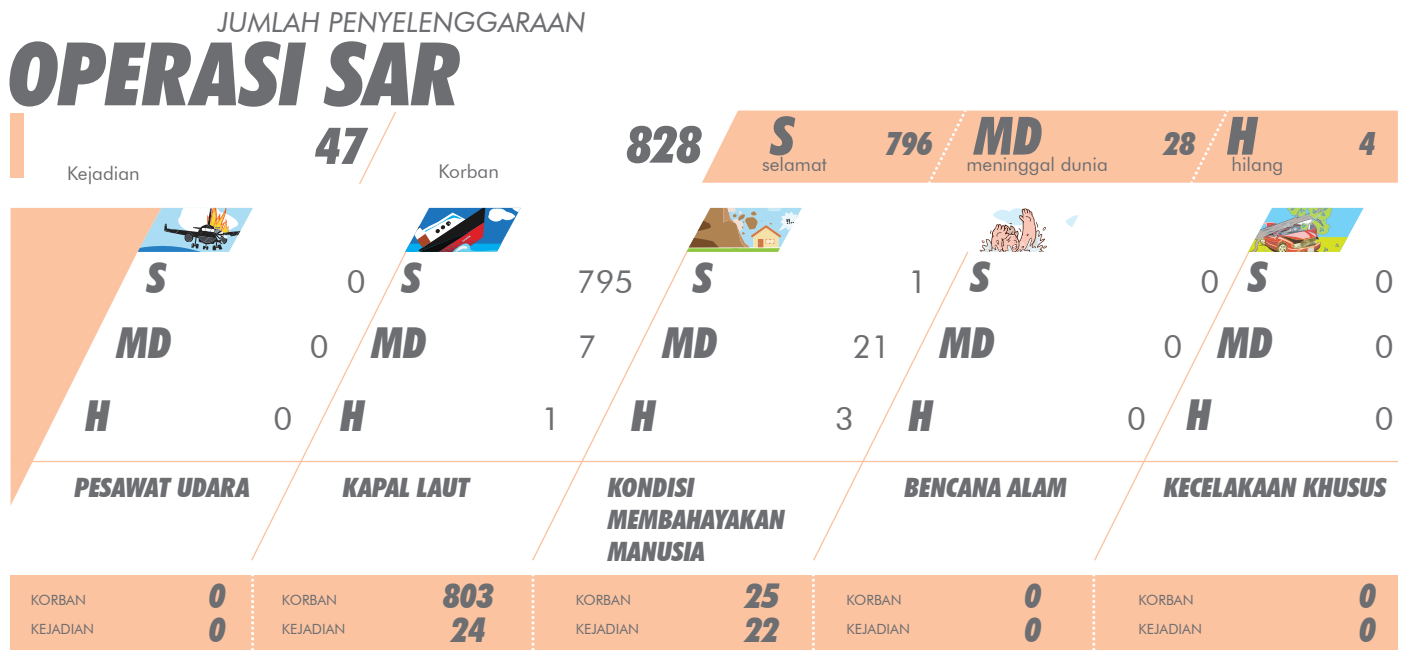 JUMLAH PENYELENGGARAAN
OPERASI SAR
Kejadian 47
Korban 828
S selamat 796
MD meninggal dunia 28
H hilang 4
!!..
S 0 S 795 S 1 S 0 S 0
MD 0 MD 7 MD 21 MD 0 MD 0
H 0 H 1 H 3 H 0 H 0
PESAWAT UDARA
KAPAL LAUT
KONDISI
MEMBAHAYAKAN
MANUSIA
BENCANA ALAM
KECELAKAAN KHUSUS
KORBAN 0 KORBAN 803 KORBAN 25 KORBAN 0 KORBAN 0
KEJADIAN 0 KEJADIAN 24 KEJADIAN 22 KEJADIAN 0 KEJADIAN 0